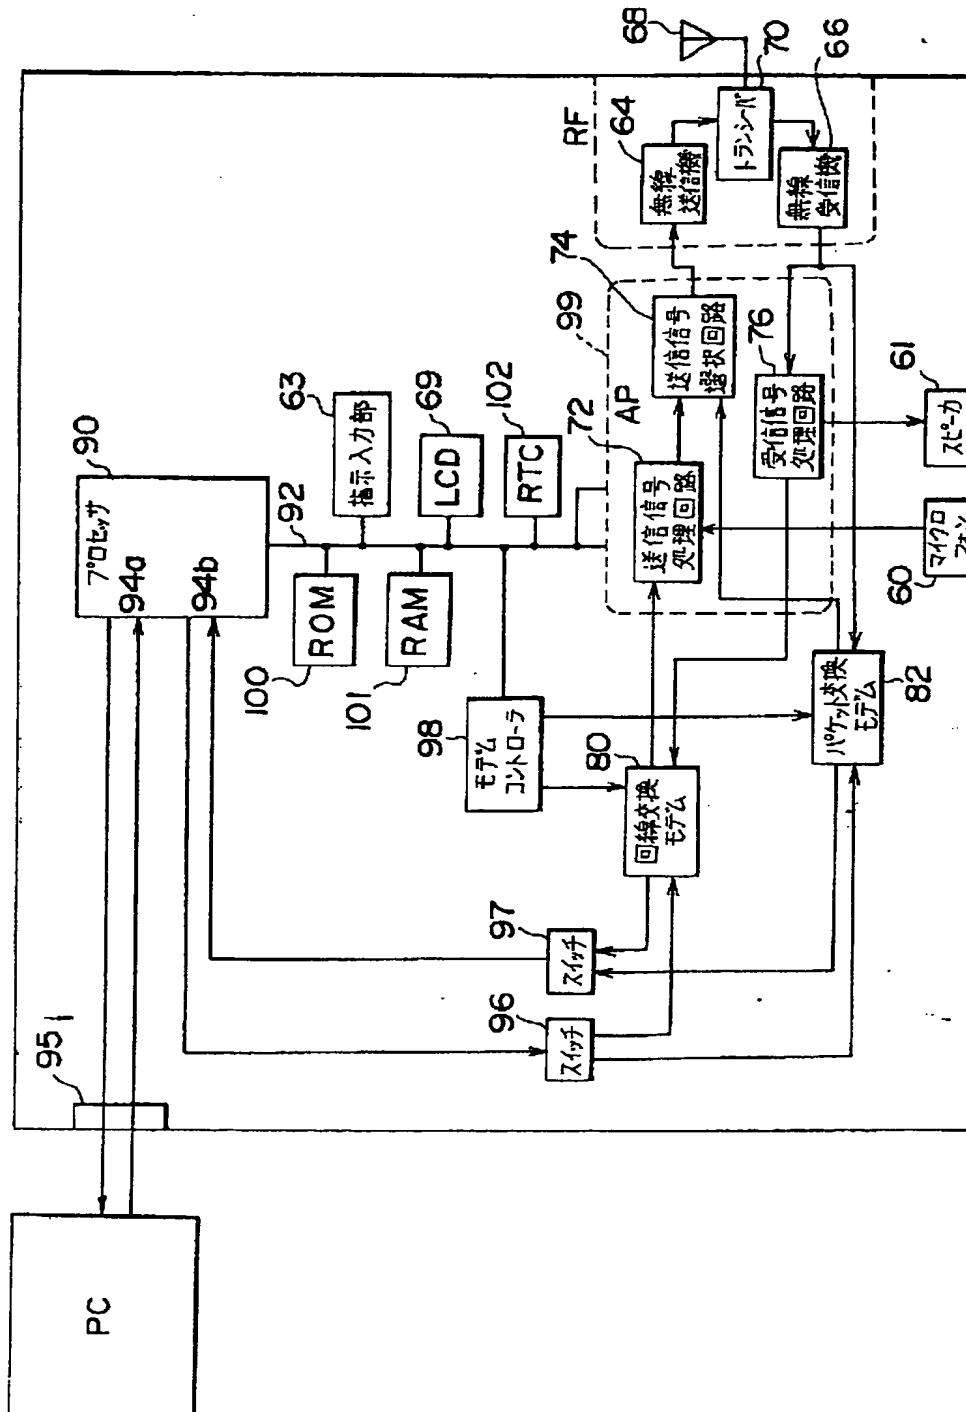 PC
95
90
プロセッサ
94a
94b
92
ROM
100
RAM
101
63
指示入力部
69
LCD
102
RTC
98
モデム
コントローラ
96
スイッチ
97
スイッチ
80
回線交換
モデム
82
パケット交換
モデム
99
AP
72
送信信号
処理回路
74
送信信号
選択回路
76
受信信号
処理回路
RF
64
無線
送信機
68
70
トランシーバ
66
無線
受信機
61
スピーカ
60
マイクロ
フォン